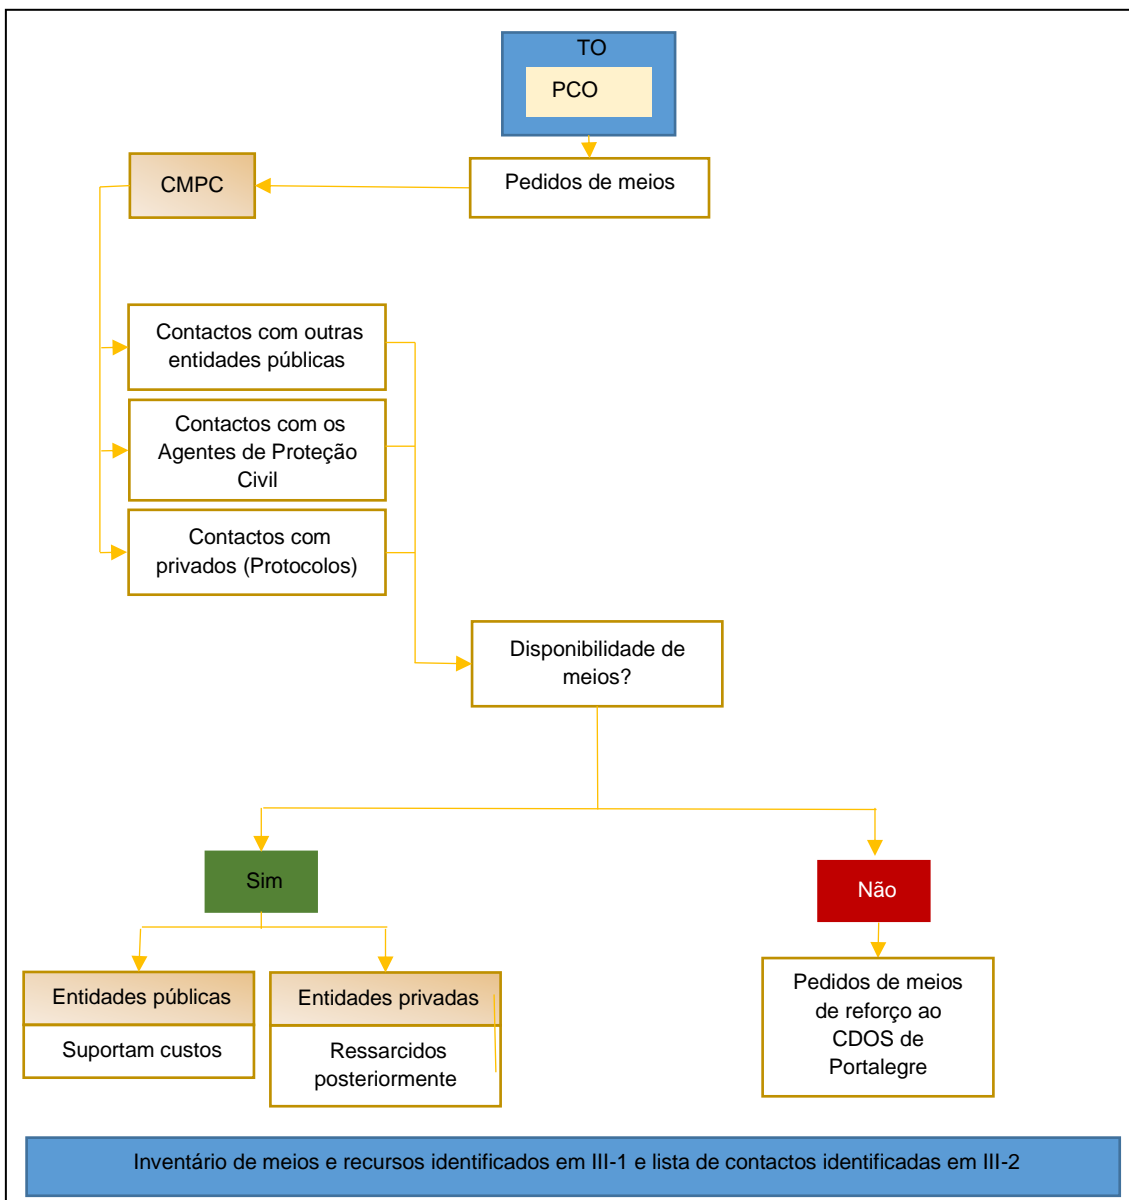 TO
PCO
Pedidos de meios
CMPC
Contactos com outras
entidades públicas
Contactos com os
Agentes de Proteção
Civil
Contactos com
privados (Protocolos)
Disponibilidade de
meios?
Sim
Não
Entidades públicas
Suportam custos
Entidades privadas
Ressarcidos
posteriormente
Pedidos de meios
de reforço ao
CDOS de
Portalegre
Inventário de meios e recursos identificados em III-1 e lista de contactos identificadas em III-2